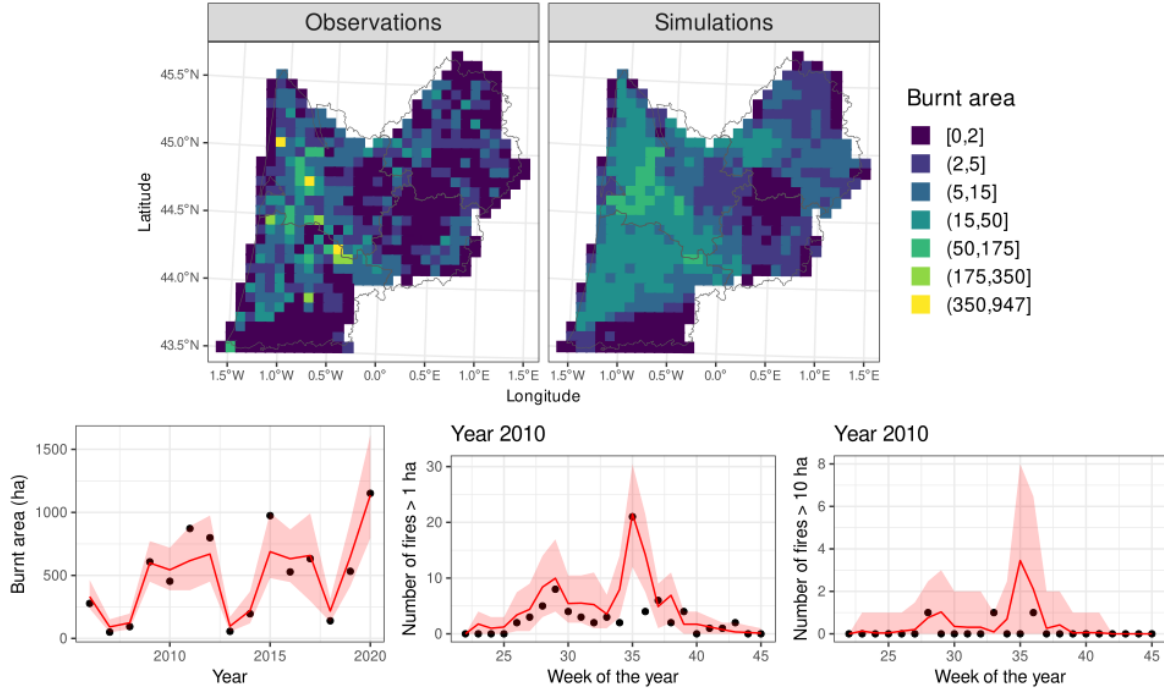 Observations
Simulations
45.5°N
45.0°N
44.5°N
44.0°N
43.5°N
Latitude
1.5°W 1.0°W 0.5°W 0.0° 0.5°E 1.0°E 1.5°E
1.5°W 1.0°W 0.5°W 0.0° 0.5°E 1.0°E 1.5°E
Longitude
Burnt area
[0,2]
(2,5]
(5,15]
(15,50]
(50,175]
(175,350]
(350,947]
Burnt area (ha)
1500
1000
500
0
2010 2015 2020
Year
Year 2010
Number of fires > 1 ha
30
20
10
0
25 30 35 40 45
Week of the year
Year 2010
Number of fires > 10 ha
8
6
4
2
0
25 30 35 40 45
Week of the year